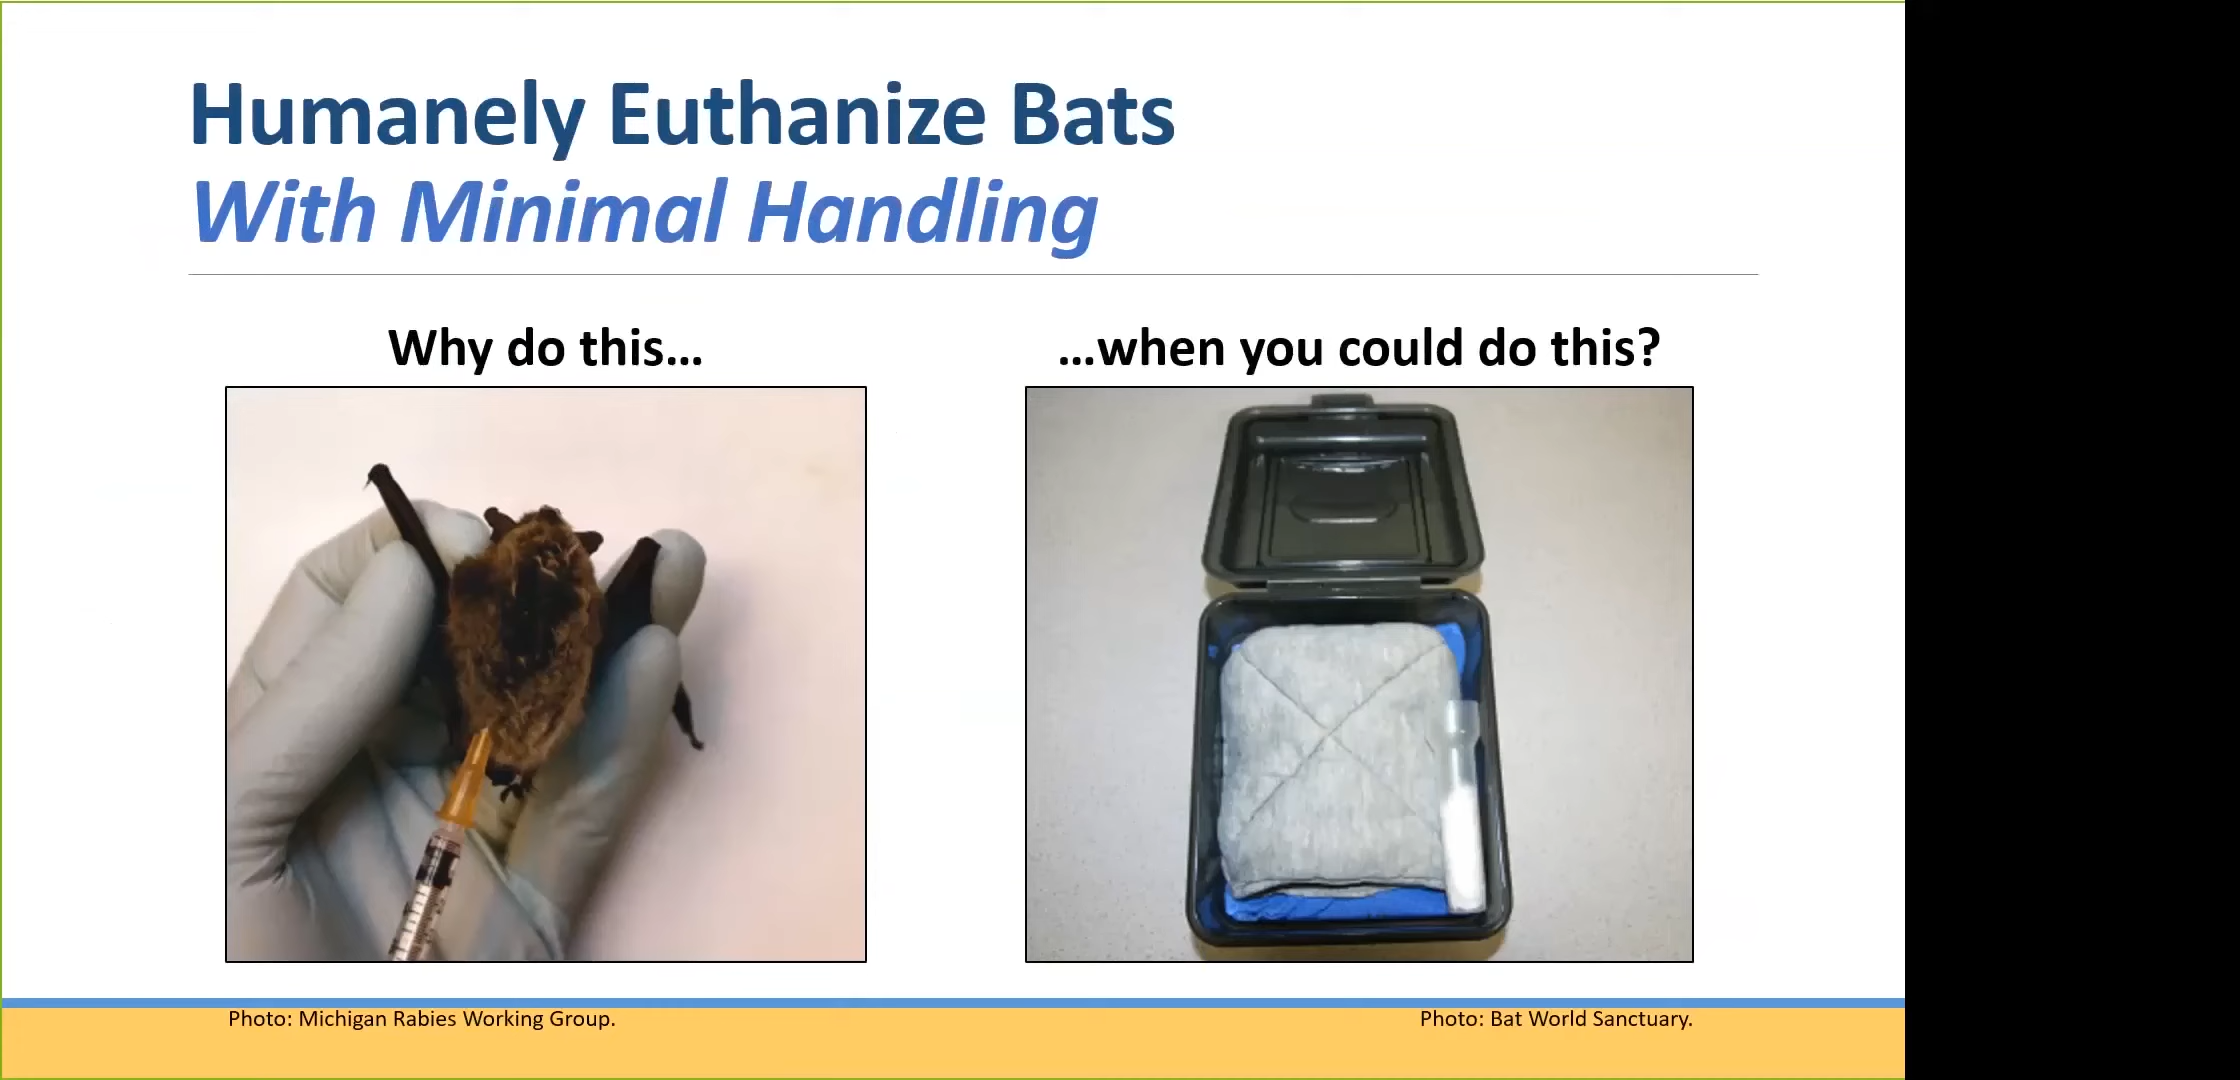 Humanely Euthanize Bats
With Minimal Handling
Why do this...
...when you could do this?
Photo: Michigan Rabies Working Group.
Photo: Bat World Sanctuary.